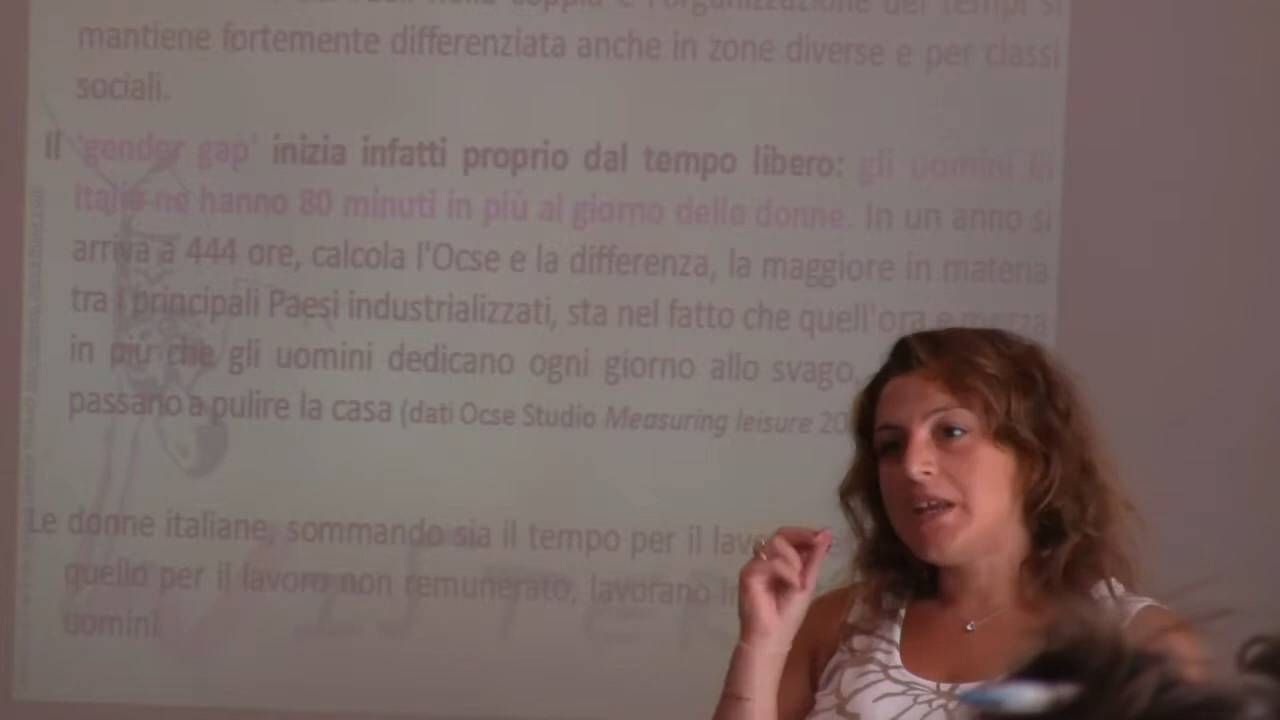 mantiene fortemente differenziata anche in zone diverse e per classi
sociali.
Il 'gender gap' inizia infatti proprio dal tempo libero: gli uomini in
Italia ne hanno 80 minuti in più al giorno delle donne. In un anno si
arriva a 444 ore, calcola l'Ocse e la differenza, la maggiore in materia
tra i principali Paesi industrializzati, sta nel fatto che quell'ora e mezza
in più che gli uomini dedicano ogni giorno allo svago,
passano a pulire la casa (dati Ocse Studio Measuring leisure 20
Le donne italiane, sommando sia il tempo per il
quello per il lavoro non remunerato, lavorano
uomini